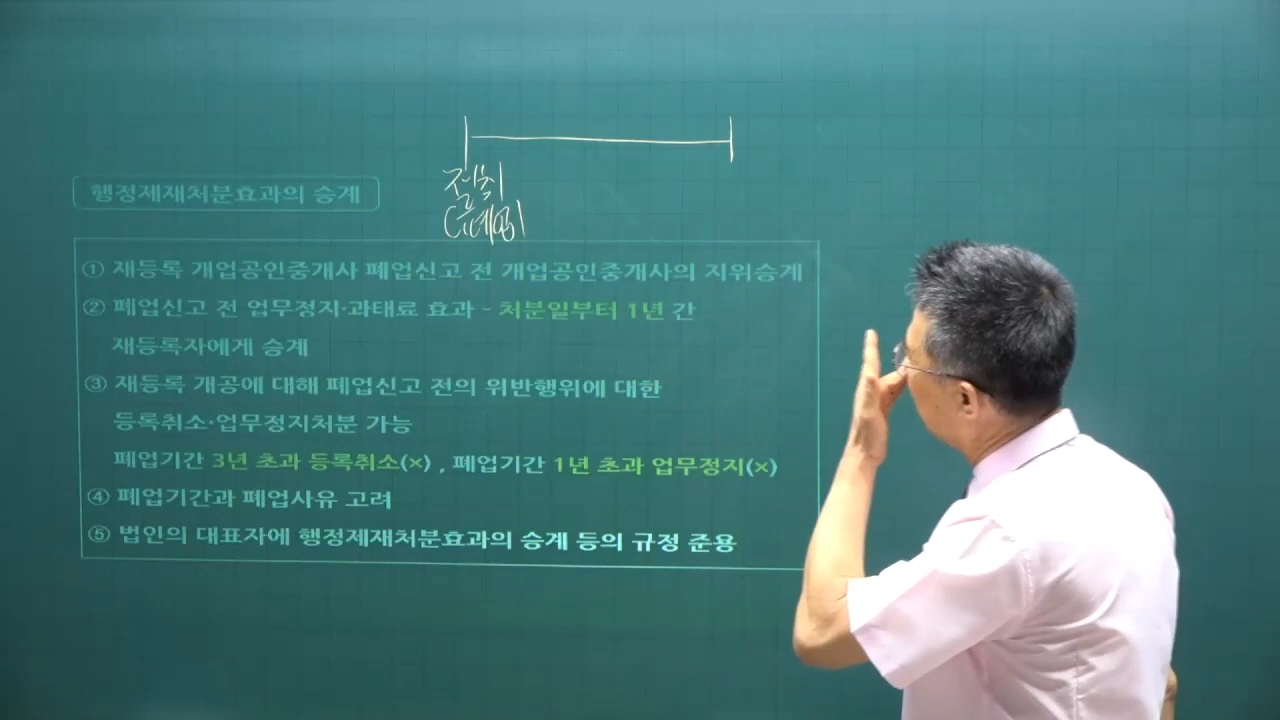 행정제재처분효과의 승계
① 재등록 개업공인중개사 폐업신고 전 개업공인중개사의 지위승계
② 폐업신고 전 업무정지·과태료 효과 - 처분일부터 1년 간
재등록자에게 승계
③ 재등록 개공에 대해 폐업신고 전의 위반행위에 대한
등록취소·업무정지처분 가능
폐업기간 3년 초과 등록취소(×) , 폐업기간 1년 초과 업무정지(×)
④ 폐업기간과 폐업사유 고려
⑤ 법인의 대표자에 행정제재처분효과의 승계 등의 규정 준용